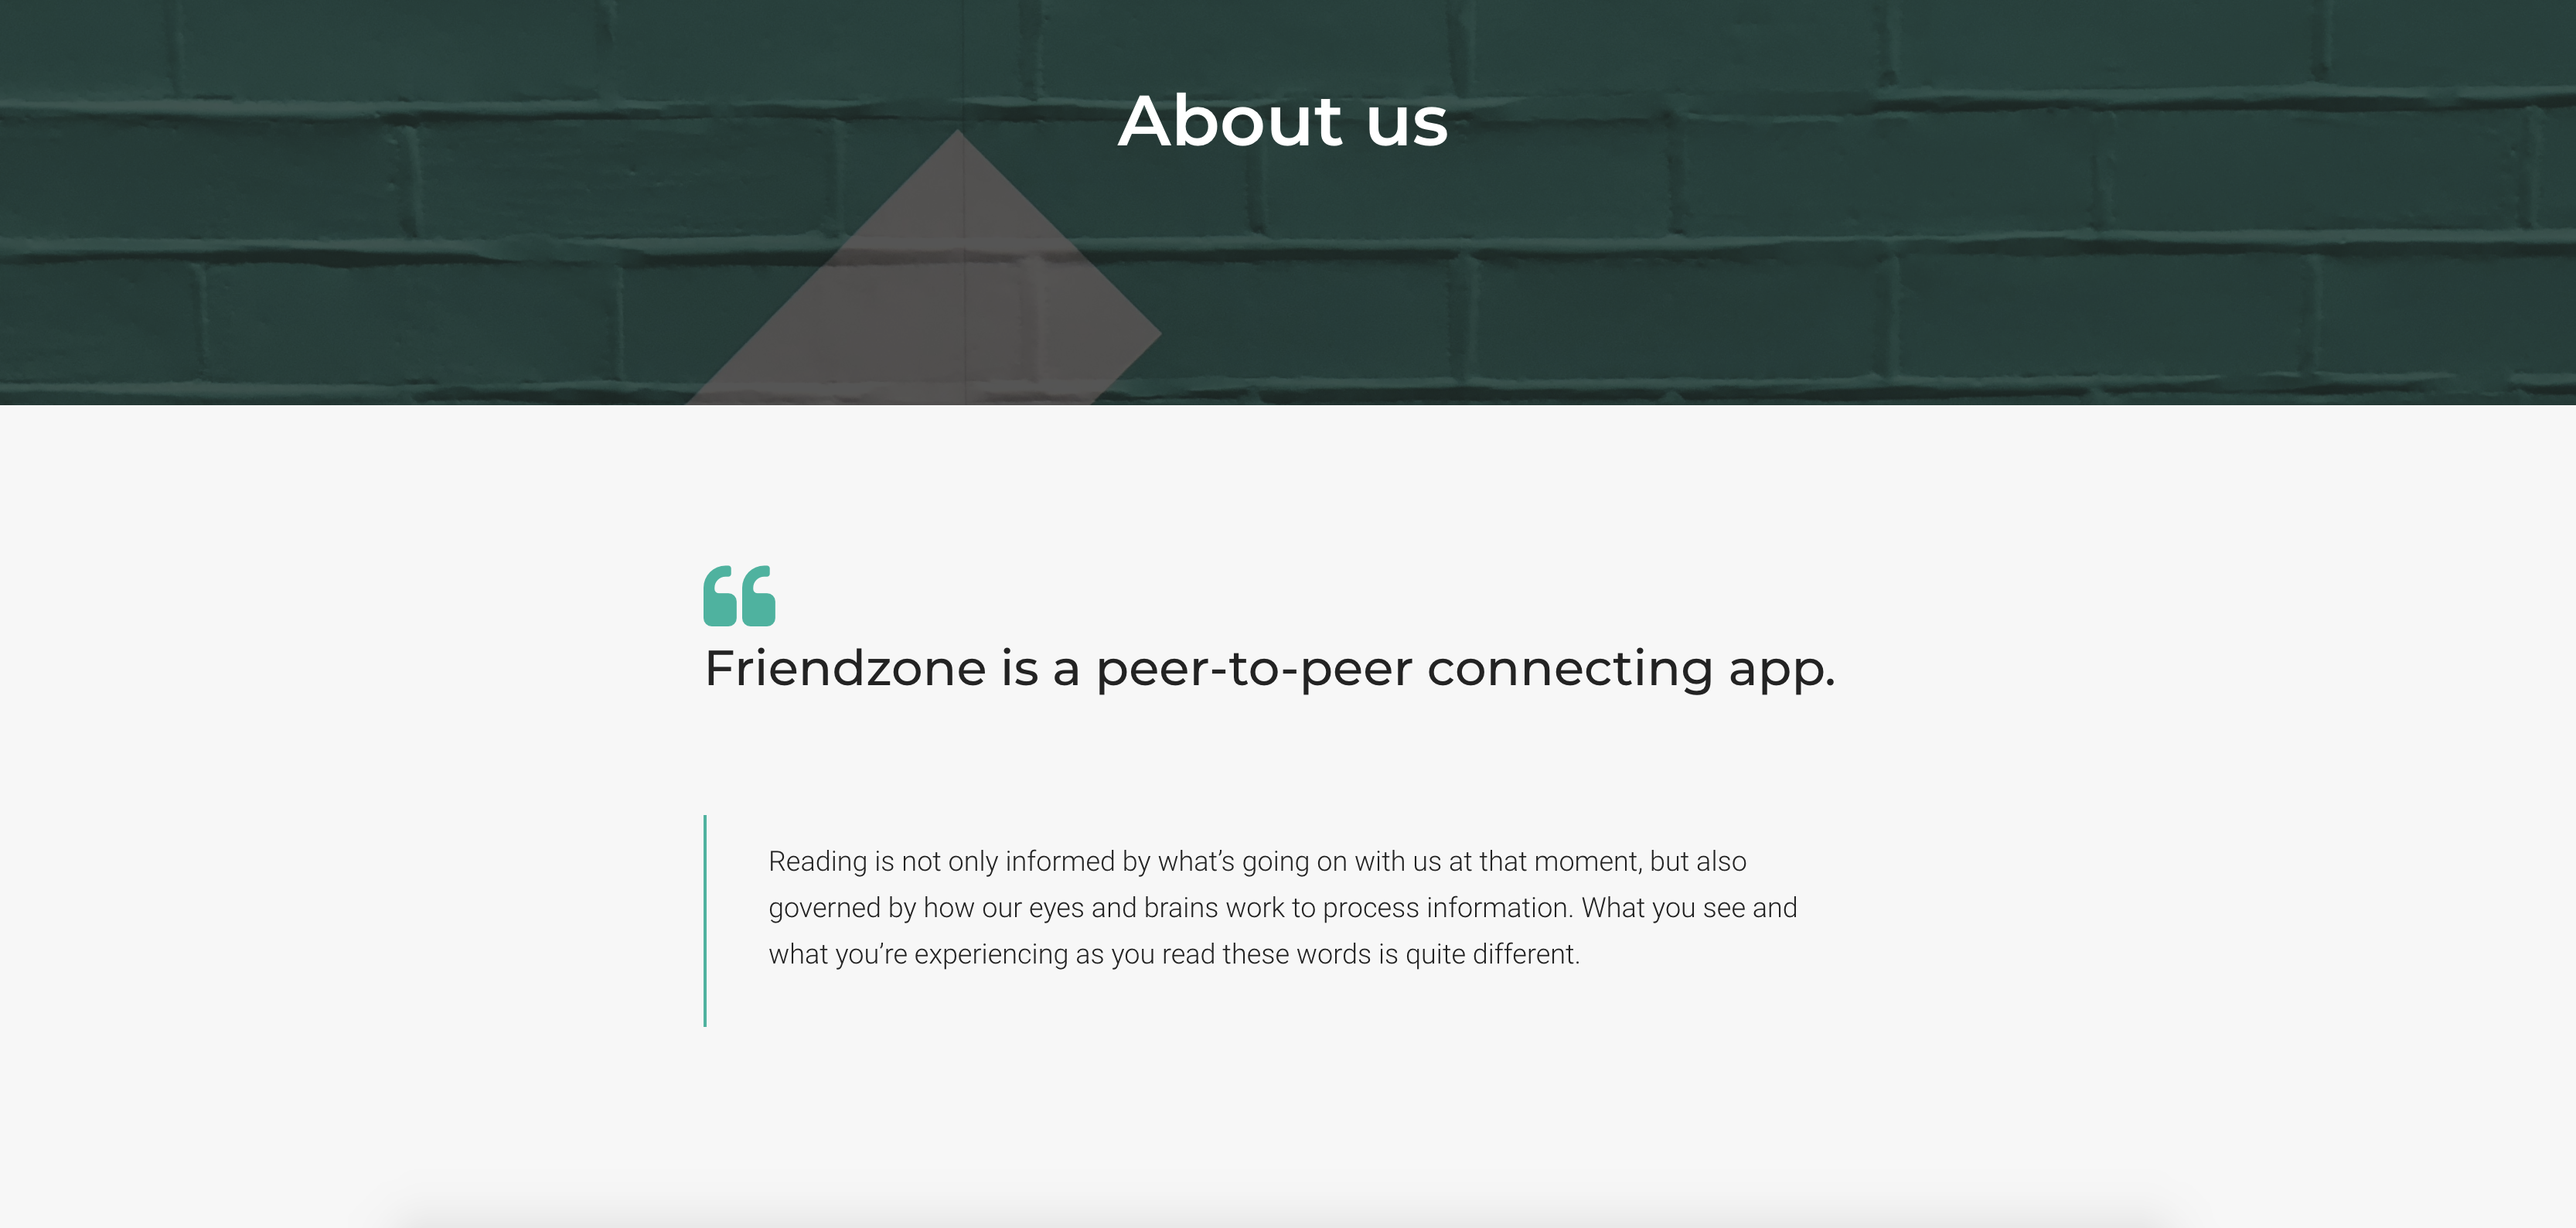 About us
Friendzone is a peer-to-peer connecting app.
Reading is not only informed by what’s going on with us at that moment, but also
governed by how our eyes and brains work to process information. What you see and
what you’re experiencing as you read these words is quite different.